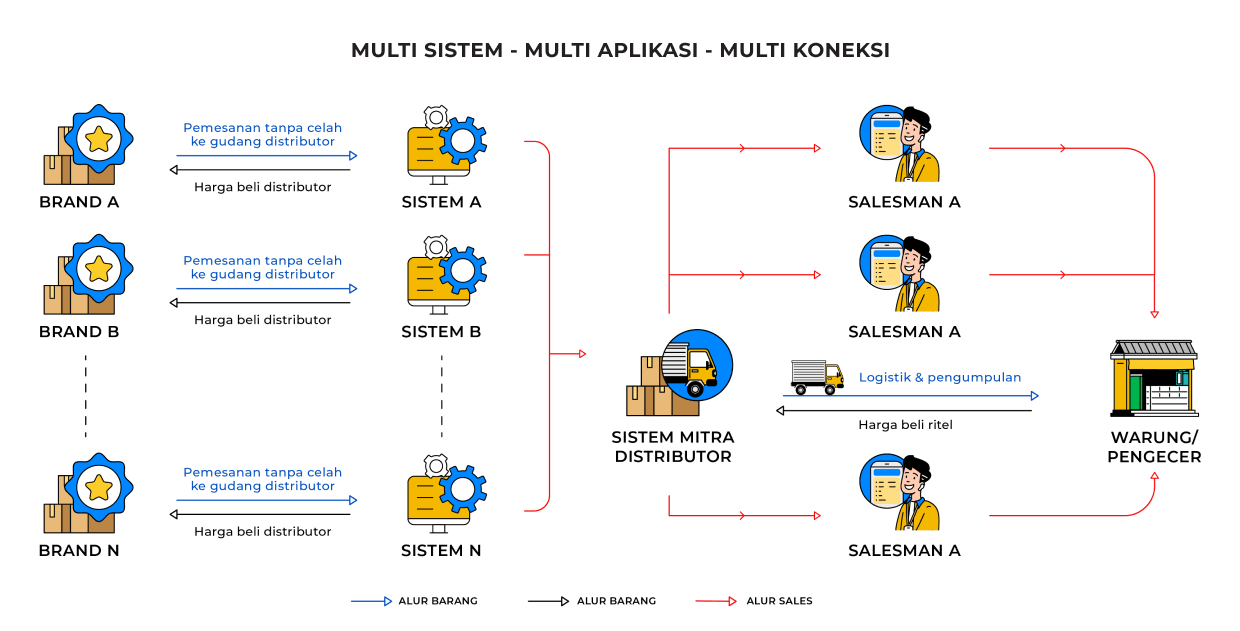 MULTI SISTEM - MULTI APLIKASI - MULTI KONEKSI
Pemesanan tanpa celah
ke gudang distributor
Harga beli distributor
BRAND A
SISTEM A
SALESMAN A
Pemesanan tanpa celah
ke gudang distributor
Harga beli distributor
BRAND B
SISTEM B
SALESMAN A
Logistik & pengumpulan
Harga beli ritel
SISTEM MITRA
DISTRIBUTOR
WARUNG/
PENGECER
Pemesanan tanpa celah
ke gudang distributor
Harga beli distributor
BRAND N
SISTEM N
SALESMAN A
ALUR BARANG
ALUR BARANG
ALUR SALES